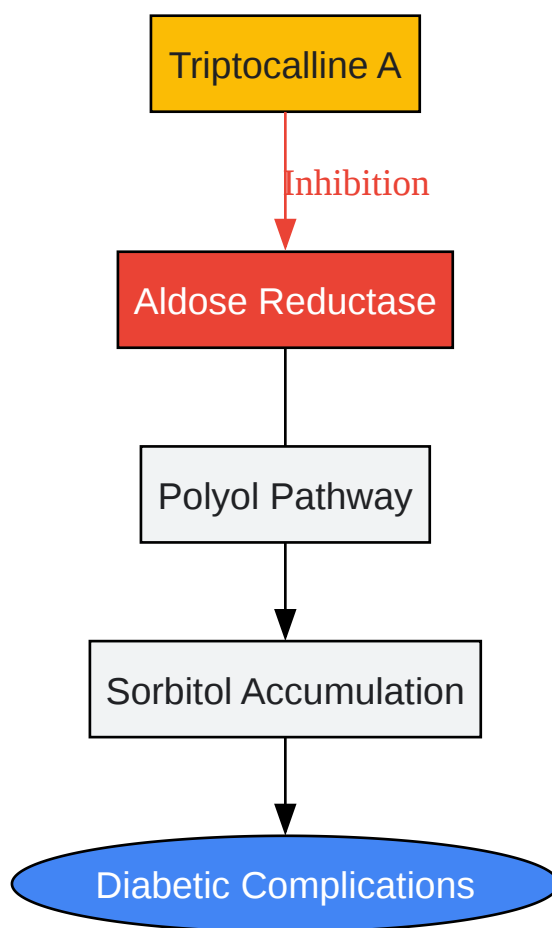 Triptocalline A
Inhibition
Aldose Reductase
Polyol Pathway
Sorbitol Accumulation
Diabetic Complications